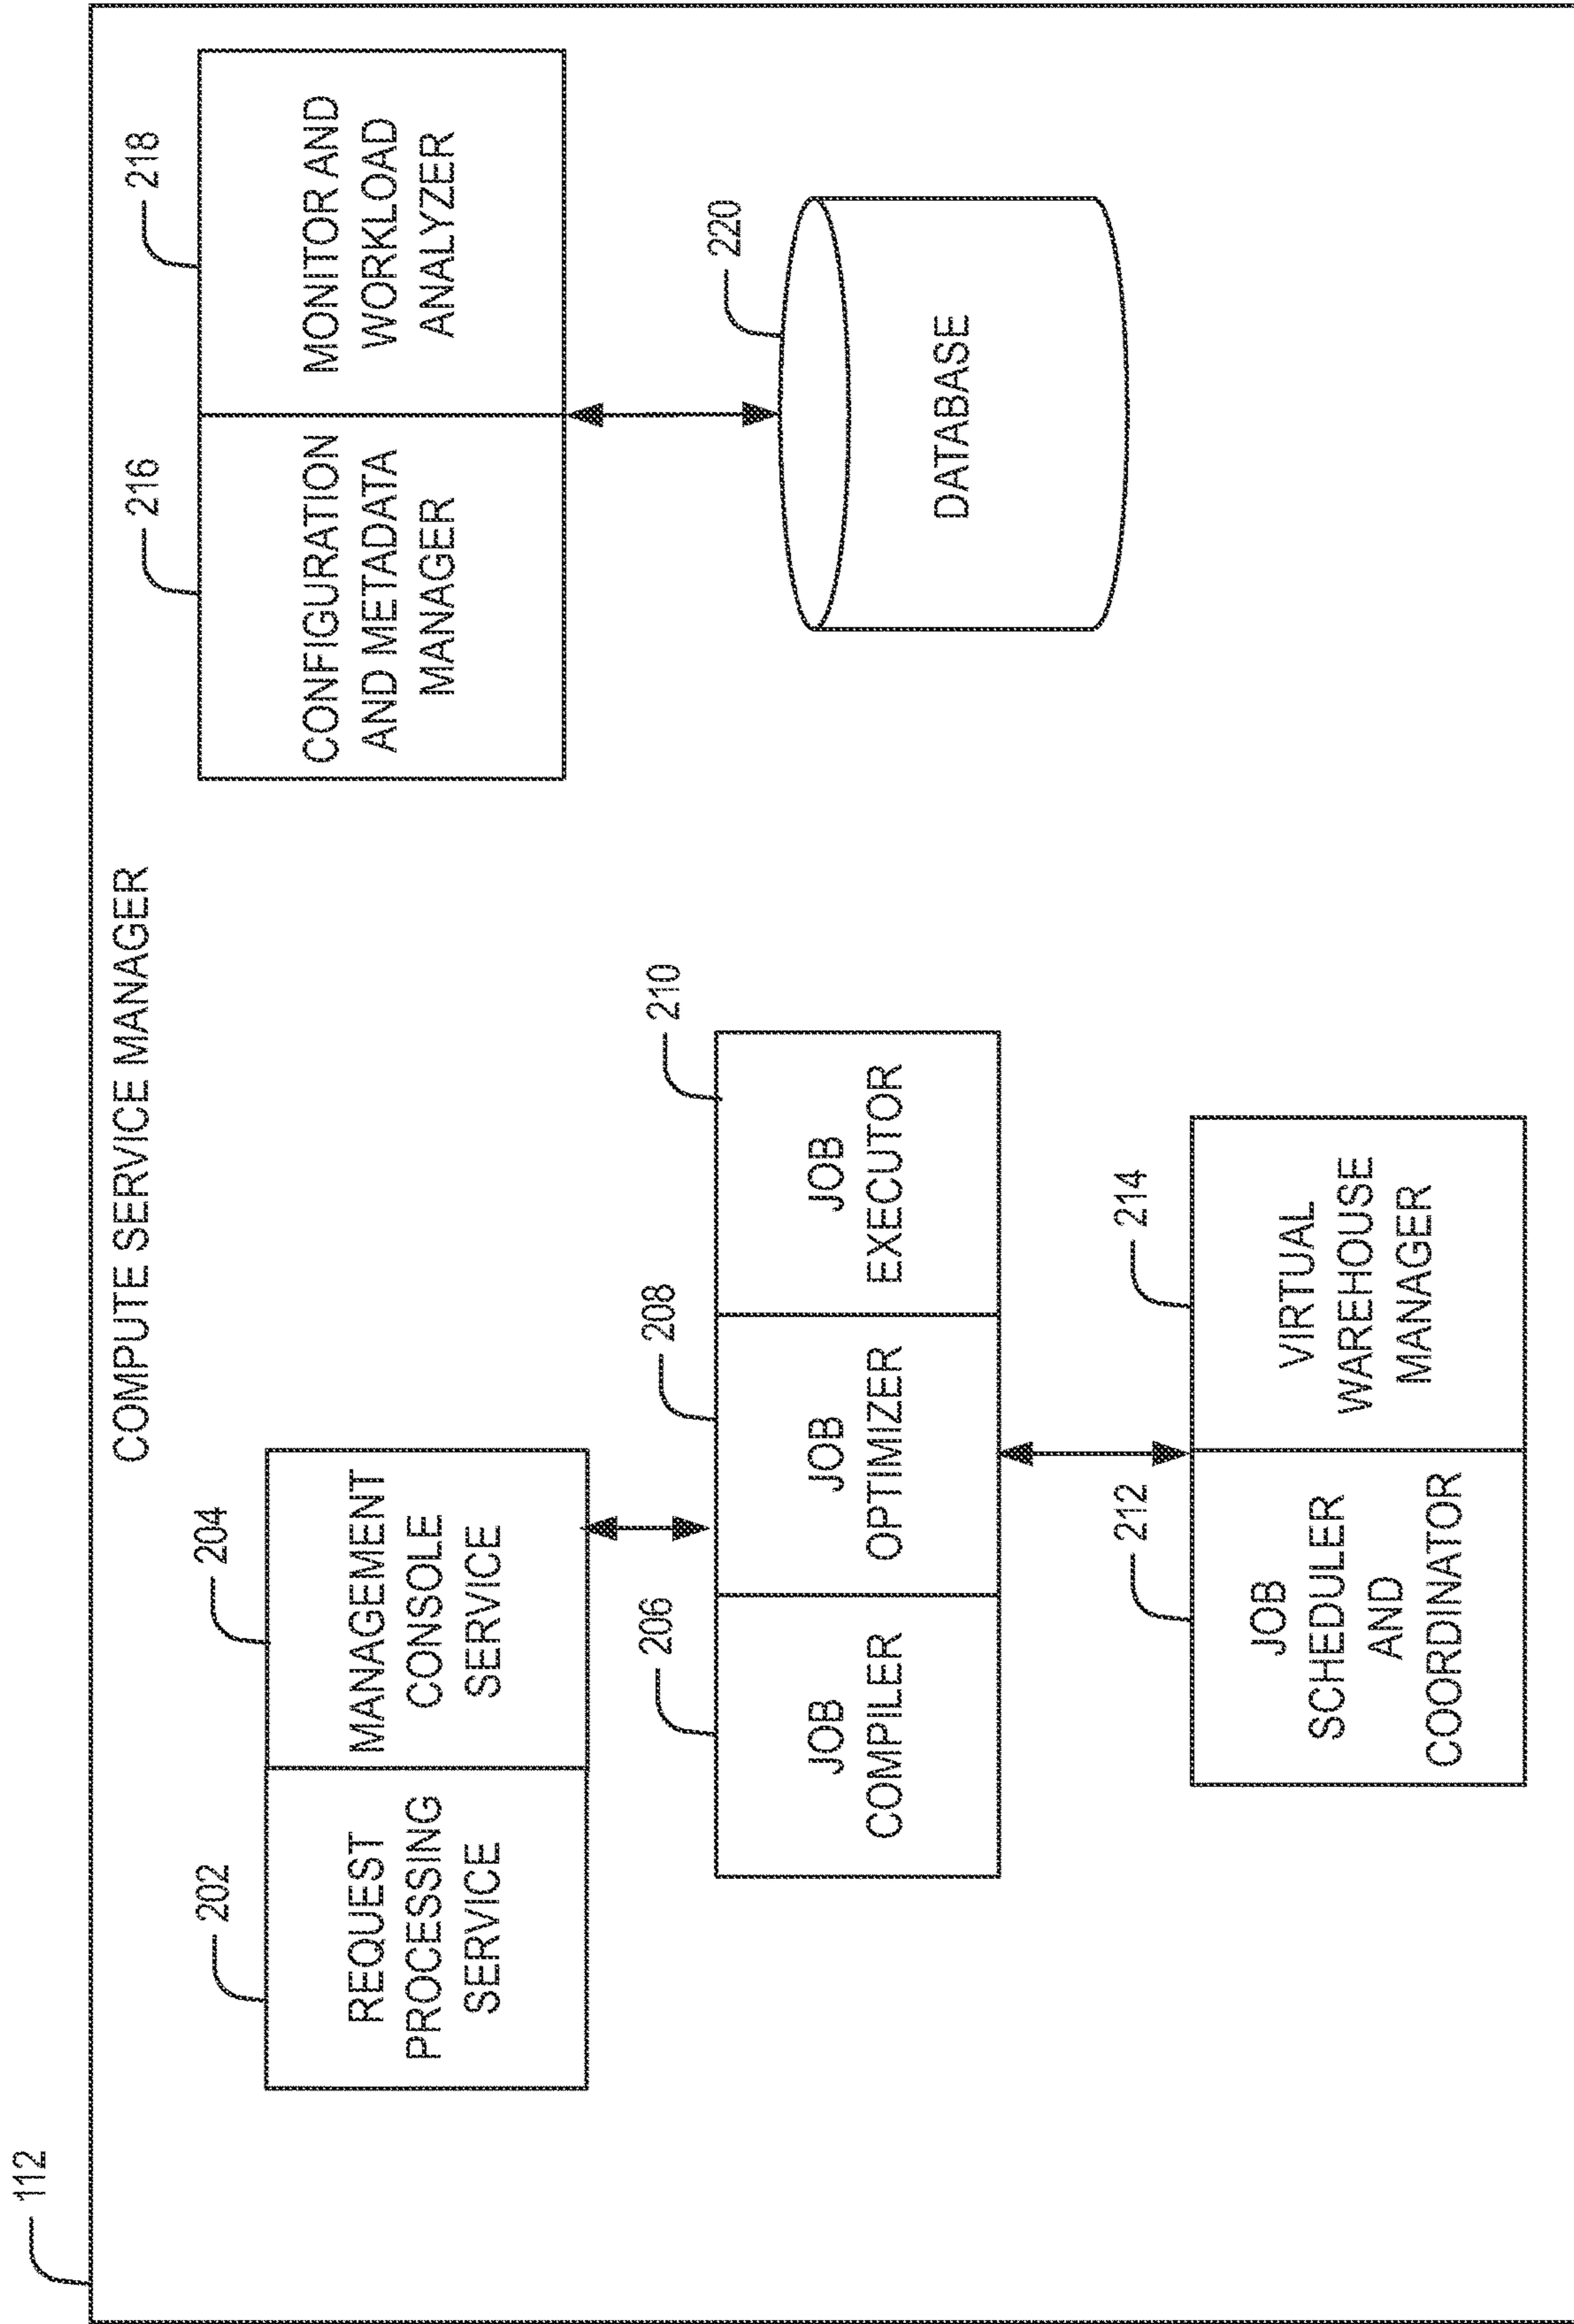 112
COMPUTE SERVICE MANAGER
202
204
REQUEST
PROCESSING
SERVICE
MANAGEMENT
CONSOLE
SERVICE
206
208
210
JOB
COMPILER
JOB
OPTIMIZER
JOB
EXECUTOR
212
214
JOB
SCHEDULER
AND
COORDINATOR
VIRTUAL
WAREHOUSE
MANAGER
216
218
CONFIGURATION
AND METADATA
MANAGER
MONITOR AND
WORKLOAD
ANALYZER
220
DATABASE